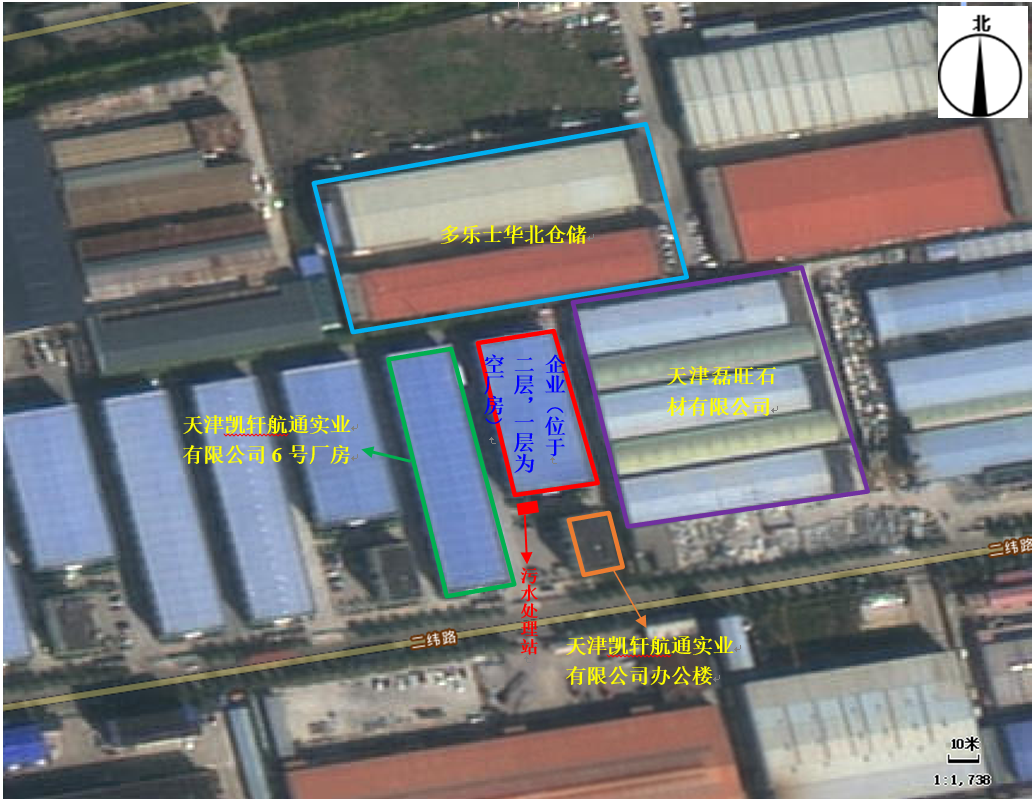 北
多乐士华北仓储
天津磊旺石
材有限公司
企业（位于
二层，一层为
空厂房）
天津凯轩航通实业
有限公司6号厂房
二纬路
污水处理站
二纬路
天津凯轩航通实业
有限公司办公楼
10米
1:1,738